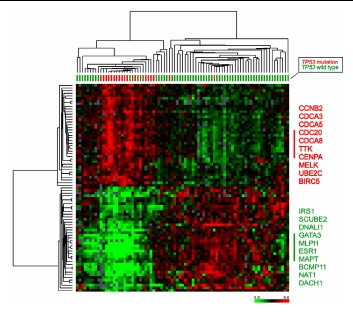 TP53 mutation
TP53 wild type
CCNB2
CDCA3
CDCA5
CDC20
CDCA8
TTK
CENPA
MELK
UBE2C
BIRC5
IRS1
SCUBE2
DNALI1
GATA3
MLPH
ESR1
MAPT
BCMP11
NAT1
DACH1